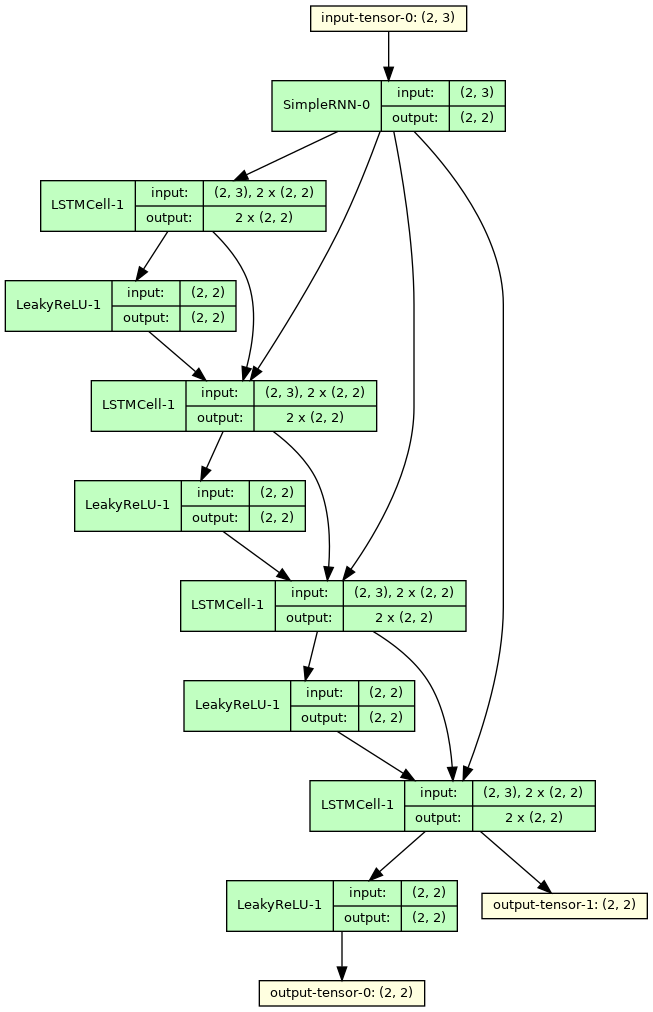 input-tensor-0: (2, 3)
SimpleRNN-0 input: (2, 3)
output: (2, 2)
LSTMCell-1 input: (2, 3), 2 x (2, 2)
output: 2 x (2, 2)
LeakyReLU-1 input: (2, 2)
output: (2, 2)
LSTMCell-1 input: (2, 3), 2 x (2, 2)
output: 2 x (2, 2)
LeakyReLU-1 input: (2, 2)
output: (2, 2)
LSTMCell-1 input: (2, 3), 2 x (2, 2)
output: 2 x (2, 2)
LeakyReLU-1 input: (2, 2)
output: (2, 2)
LSTMCell-1 input: (2, 3), 2 x (2, 2)
output: 2 x (2, 2)
LeakyReLU-1 input: (2, 2)
output: (2, 2)
output-tensor-1: (2, 2)
output-tensor-0: (2, 2)